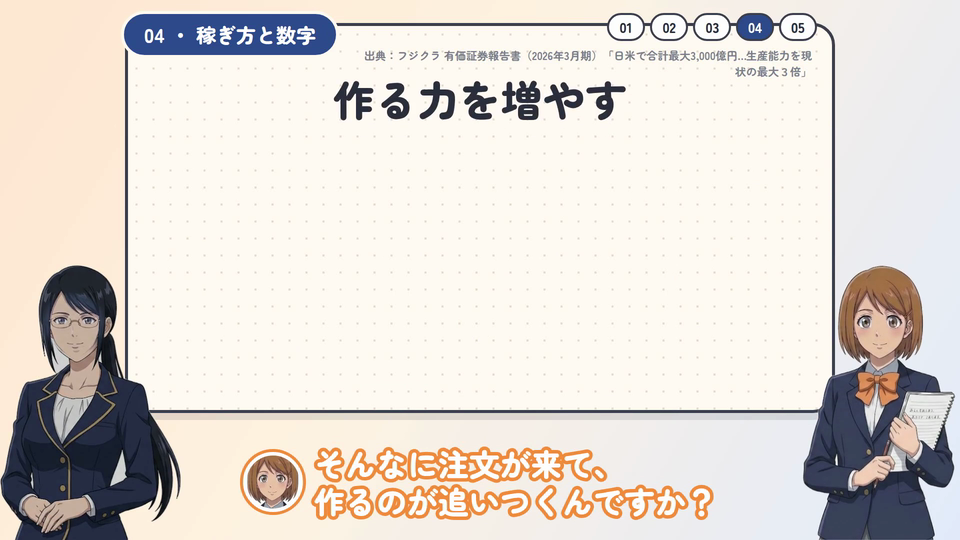 04 ・ 稼ぎ方と数字
01 02 03 04 05
出典：フジクラ 有価証券報告書（2026年3月期）「日米で合計最大3,000億円…生産能力を現
状の最大３倍」
作る力を増やす
そんなに注文が来て、
作るのが追いつくんですか？